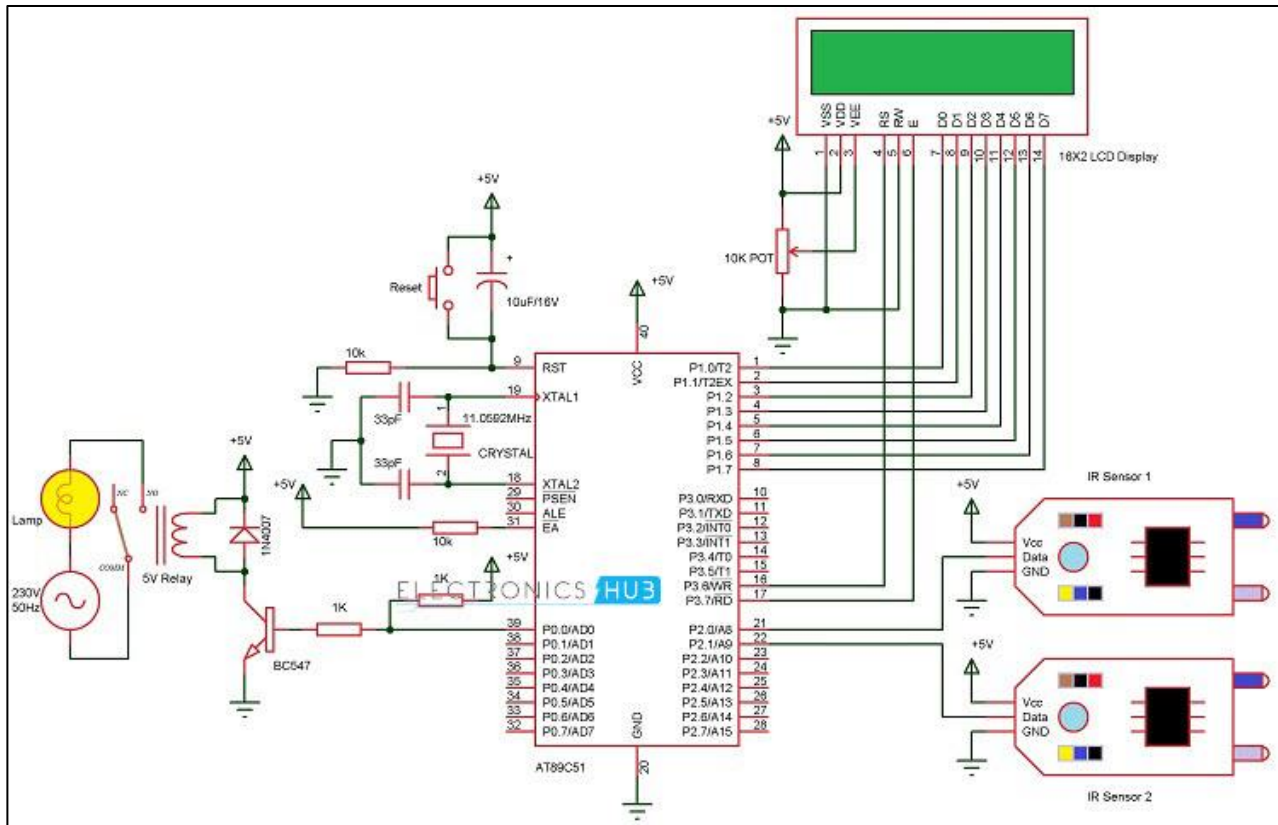 +5V
VSS
VDD
VEE
RS
RW
E
D0
D1
D2
D3
D4
D5
D6
D7
1
2
3
4
5
6
7
8
9
10
11
12
13
14
16X2 LCD Display
10K POT
+5V
Reset
+
10uF/16V
+5V
40
VCC
10k
9
RST
19
XTAL1
33pF
1
11.0592MHz
CRYSTAL
2
33pF
18
XTAL2
29
PSEN
30
ALE
31
EA
+5V
10k
P1.0/T2
1
P1.1/T2EX
2
P1.2
3
P1.3
4
P1.4
5
P1.5
6
P1.6
7
P1.7
8
P3.0/RXD
10
P3.1/TXD
11
P3.2/INT0
12
P3.3/INT1
13
P3.4/T0
14
P3.5/T1
15
P3.6/WR
16
P3.7/RD
17
P2.0/A8
21
P2.1/A9
22
P2.2/A10
23
P2.3/A11
24
P2.4/A12
25
P2.5/A13
26
P2.6/A14
27
P2.7/A15
28
+5V
NC
NO
COM1
Lamp
5V Relay
1N4007
230V
50Hz
BC547
1K
1K
+5V
ELECTRONICS HUB
39
P0.0/AD0
38
P0.1/AD1
37
P0.2/AD2
36
P0.3/AD3
35
P0.4/AD4
34
P0.5/AD5
33
P0.6/AD6
32
P0.7/AD7
GND
20
AT89C51
IR Sensor 1
+5V
Vcc
Data
GND
+5V
Vcc
Data
GND
IR Sensor 2